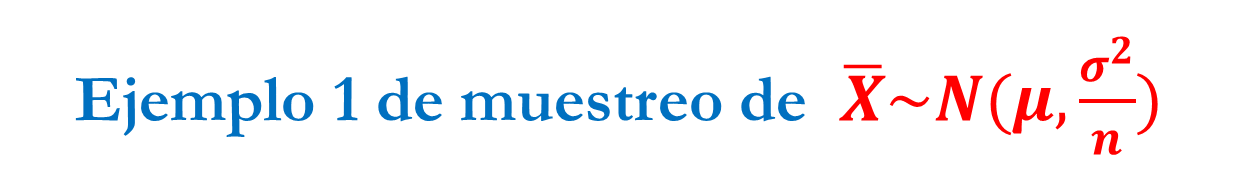 Ejemplo 1 de muestreo de X̅~N(μ, σ²/n)